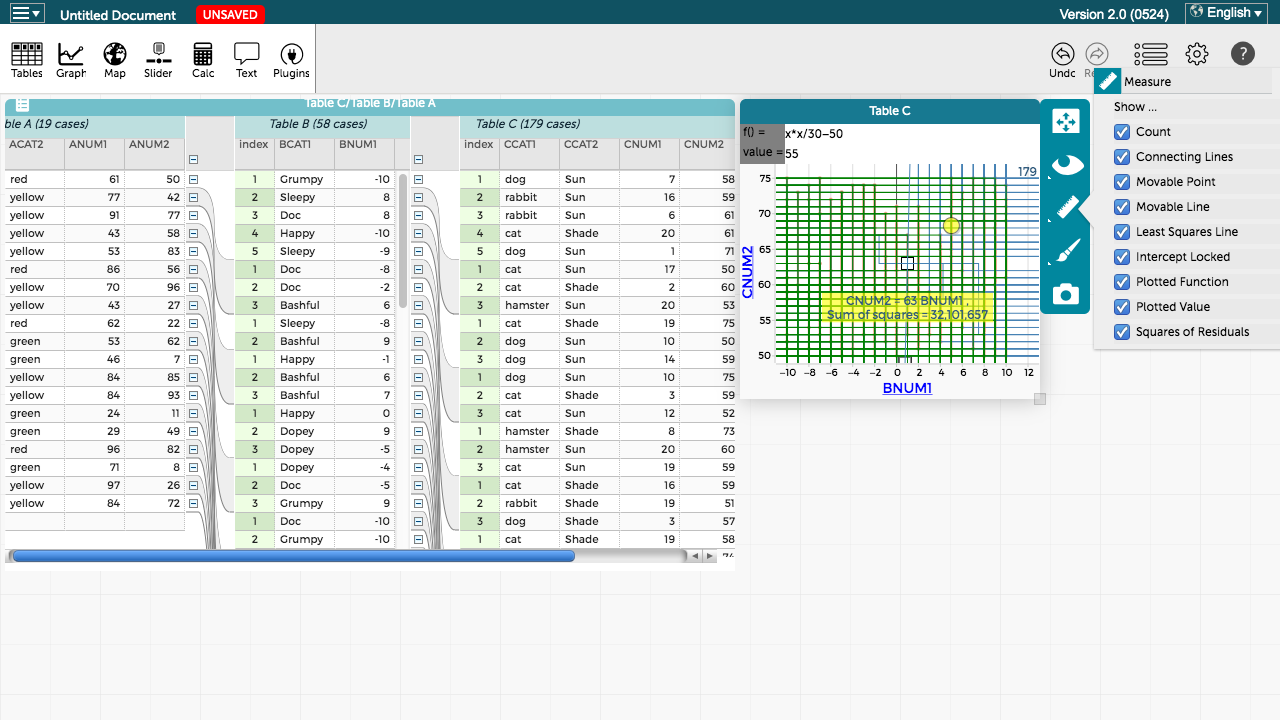 Untitled Document UNSAVED Version 2.0 (0524) English
Tables Graph Map Slider Calc Text Plugins Undo
Measure
Show ...
Count
Connecting Lines
Movable Point
Movable Line
Least Squares Line
Intercept Locked
Plotted Function
Plotted Value
Squares of Residuals
Table C/Table B/Table A
ble A (19 cases) Table B (58 cases) Table C (179 cases)
ACAT2 ANUM1 ANUM2 index BCAT1 BNUM1 index CCAT1 CCAT2 CNUM1 CNUM2
red 61 50 1 Grumpy -10 1 dog Sun 7 58
yellow 77 42 2 Sleepy 8 2 rabbit Sun 16 59
yellow 91 77 3 Doc 8 3 rabbit Sun 6 61
yellow 43 58 4 Happy -10 4 cat Shade 20 61
yellow 53 83 5 Sleepy -9 5 dog Sun 1 71
red 86 56 1 Doc -8 1 cat Sun 17 50
yellow 70 96 2 Doc -2 2 cat Shade 2 60
yellow 43 27 3 Bashful 6 3 hamster Sun 20 53
red 62 22 1 Sleepy -8 1 cat Shade 19 75
green 53 62 2 Bashful 9 2 dog Sun 10 50
green 46 7 1 Happy -1 3 dog Sun 14 59
yellow 84 85 2 Bashful 6 1 dog Sun 10 75
yellow 84 93 3 Bashful 7 2 cat Shade 3 59
green 24 11 1 Happy 0 3 cat Sun 12 52
green 29 49 2 Dopey 9 1 hamster Shade 8 73
red 96 82 3 Dopey -5 2 hamster Sun 20 60
green 71 8 1 Dopey -4 3 cat Sun 19 59
yellow 97 26 2 Doc -5 1 cat Shade 16 59
yellow 84 72 3 Grumpy 9 2 rabbit Shade 19 51
1 Doc -10 3 dog Shade 3 57
2 Grumpy -10 1 cat Shade 19 58
Table C
f() = x*x/30–50
value = 55
179
75
70
65
60
55
50
CNUM2
CNUM2 = 63 BNUM1 ,
Sum of squares = 32,101,657
−10 −8 −6 −4 −2 0 2 4 6 8 10 12
BNUM1